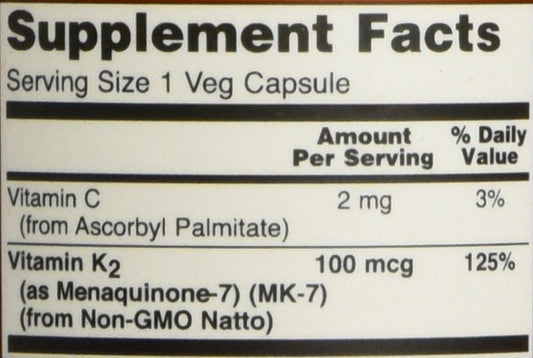 Supplement Facts
Serving Size 1 Veg Capsule
Amount Per Serving % Daily Value
Vitamin C 2 mg 3%
(from Ascorbyl Palmitate)
Vitamin K2 100 mcg 125%
(as Menaquinone-7) (MK-7)
(from Non-GMO Natto)